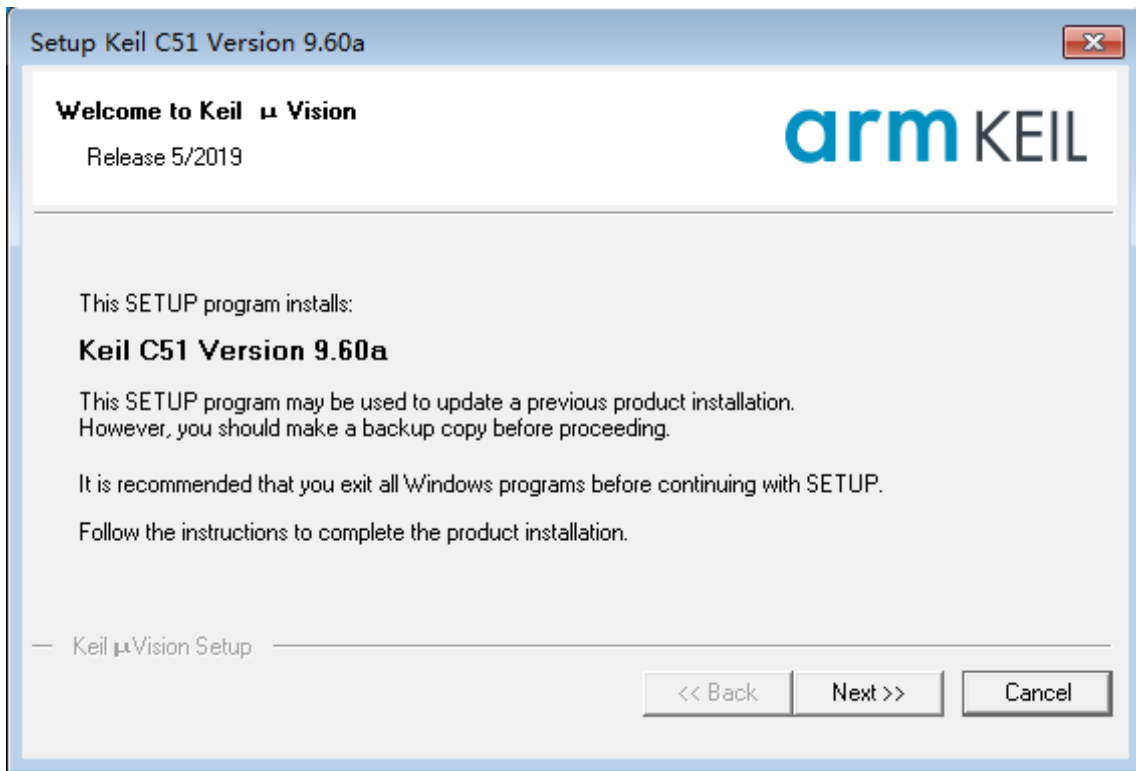 Setup Keil C51 Version 9.60a
Welcome to Keil μ Vision
Release 5/2019
arm KEIL
This SETUP program installs:
Keil C51 Version 9.60a
This SETUP program may be used to update a previous product installation.
However, you should make a backup copy before proceeding.
It is recommended that you exit all Windows programs before continuing with SETUP.
Follow the instructions to complete the product installation.
Keil μVision Setup
<< Back
Next >>
Cancel